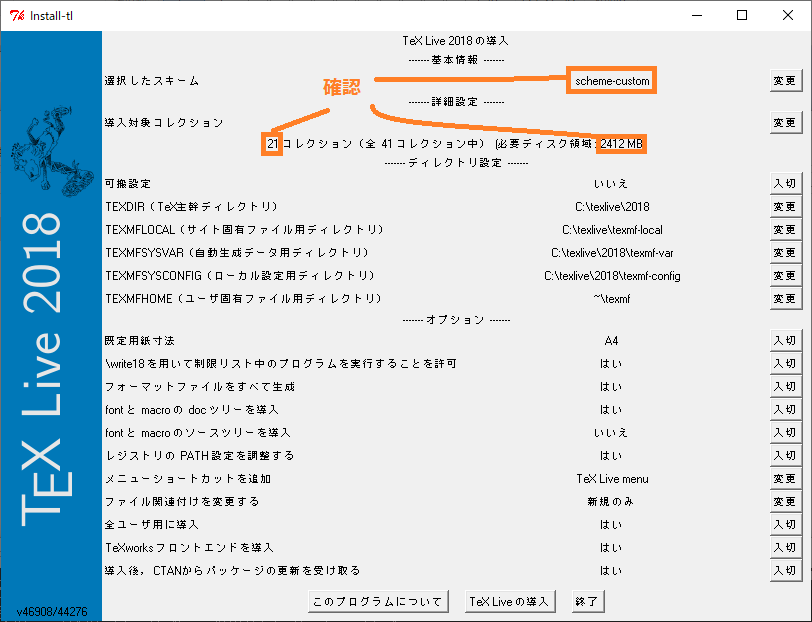 Install-tl
TeX Live 2018 の導入
------- 基本情報 -------
選択したスキーム scheme-custom 変更
確認
------- 詳細設定 -------
導入対象コレクション 変更
21 コレクション（全 41 コレクション中） (必要ディスク領域: 2412 MB
------- ディレクトリ設定 -------
可搬設定 いいえ 入切
TEXDIR（TeX主幹ディレクトリ） C:\texlive\2018 変更
TEXMFLOCAL（サイト固有ファイル用ディレクトリ） C:\texlive\texmf-local 変更
TEXMFSYSVAR（自動生成データ用ディレクトリ） C:\texlive\2018\texmf-var 変更
TEXMFSYSCONFIG（ローカル設定用ディレクトリ） C:\texlive\2018\texmf-config 変更
TEXMFHOME（ユーザ固有ファイル用ディレクトリ） ~\texmf 変更
------- オプション -------
既定用紙寸法 A4 入切
\write18 を用いて制限リスト中のプログラムを実行することを許可 はい 入切
フォーマットファイルをすべて生成 はい 入切
font と macro の doc ツリーを導入 はい 入切
font と macro のソースツリーを導入 いいえ 入切
レジストリの PATH 設定を調整する はい 入切
メニューショートカットを追加 TeX Live menu 変更
ファイル関連付けを変更する 新規のみ 変更
全ユーザ用に導入 はい 入切
TeXworks フロントエンドを導入 はい 入切
導入後，CTANからパッケージの更新を受け取る はい 入切
このプログラムについて TeX Live の導入 終了
TEX Live 2018
v46908/44276